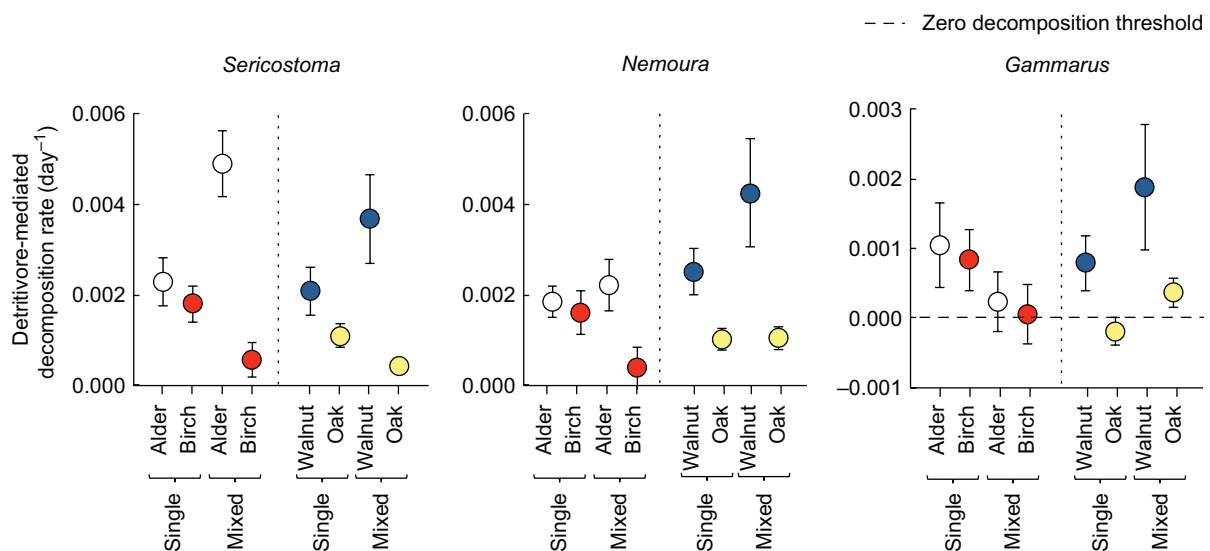 Zero decomposition threshold
Sericostoma
Nemoura
Gammarus
Detritivore-mediated
decomposition rate (day−1)
0.006
0.004
0.002
0.000
Alder
Birch
Alder
Birch
Walnut
Oak
Walnut
Oak
Single
Mixed
Single
Mixed
0.006
0.004
0.002
0.000
Alder
Birch
Alder
Birch
Walnut
Oak
Walnut
Oak
Single
Mixed
Single
Mixed
0.003
0.002
0.001
0.000
−0.001
Alder
Birch
Alder
Birch
Walnut
Oak
Walnut
Oak
Single
Mixed
Single
Mixed